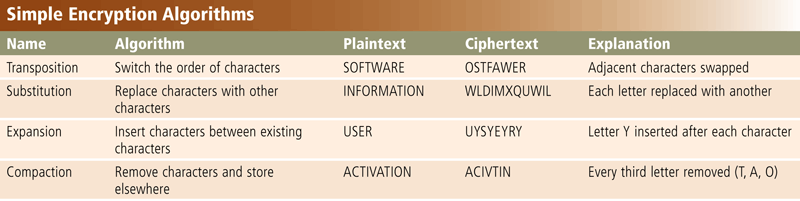 Simple Encryption Algorithms
Name Algorithm Plaintext Ciphertext Explanation
Transposition Switch the order of characters SOFTWARE OSTFAWER Adjacent characters swapped
Substitution Replace characters with other INFORMATION WLDIMXQUWIL Each letter replaced with another
characters
Expansion Insert characters between existing USER UYSYEYRY Letter Y inserted after each character
characters
Compaction Remove characters and store ACTIVATION ACIVTIN Every third letter removed (T, A, O)
elsewhere